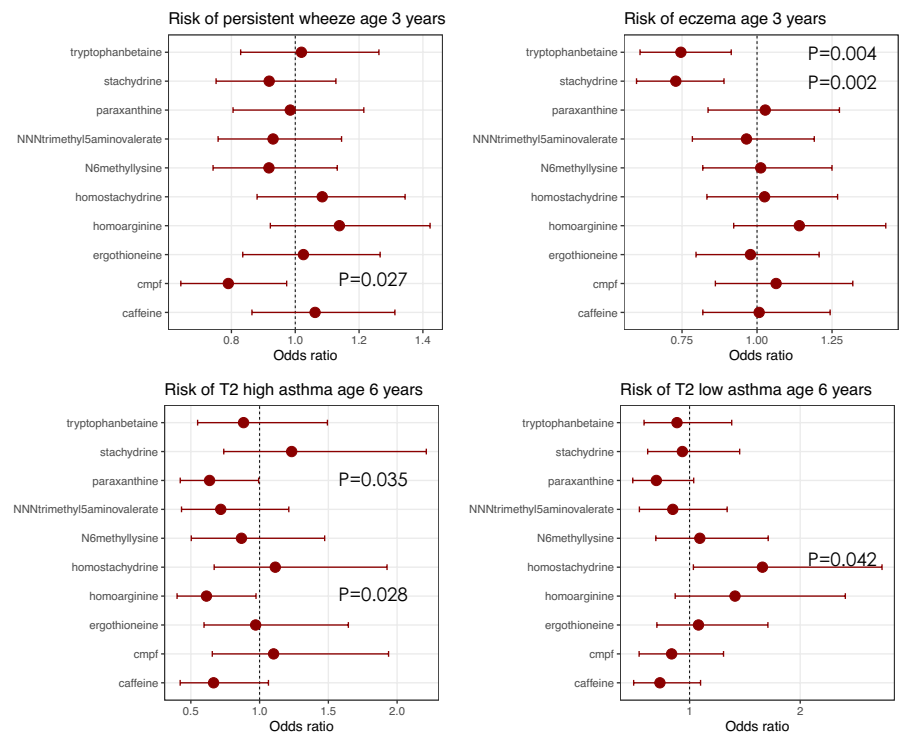 Risk of persistent wheeze age 3 years
tryptophanbetaine
stachydrine
paraxanthine
NNNtrimethyl5aminovalerate
N6methyllysine
homostachydrine
homoarginine
ergothioneine
cmpf
P=0.027
caffeine
0.8 1.0 1.2 1.4
Odds ratio
Risk of eczema age 3 years
tryptophanbetaine
P=0.004
stachydrine
P=0.002
paraxanthine
NNNtrimethyl5aminovalerate
N6methyllysine
homostachydrine
homoarginine
ergothioneine
cmpf
caffeine
0.75 1.00 1.25
Odds ratio
Risk of T2 high asthma age 6 years
tryptophanbetaine
stachydrine
paraxanthine
P=0.035
NNNtrimethyl5aminovalerate
N6methyllysine
homostachydrine
homoarginine
P=0.028
ergothioneine
cmpf
caffeine
0.5 1.0 1.5 2.0
Odds ratio
Risk of T2 low asthma age 6 years
tryptophanbetaine
stachydrine
paraxanthine
NNNtrimethyl5aminovalerate
N6methyllysine
homostachydrine
P=0.042
homoarginine
ergothioneine
cmpf
caffeine
1 2
Odds ratio